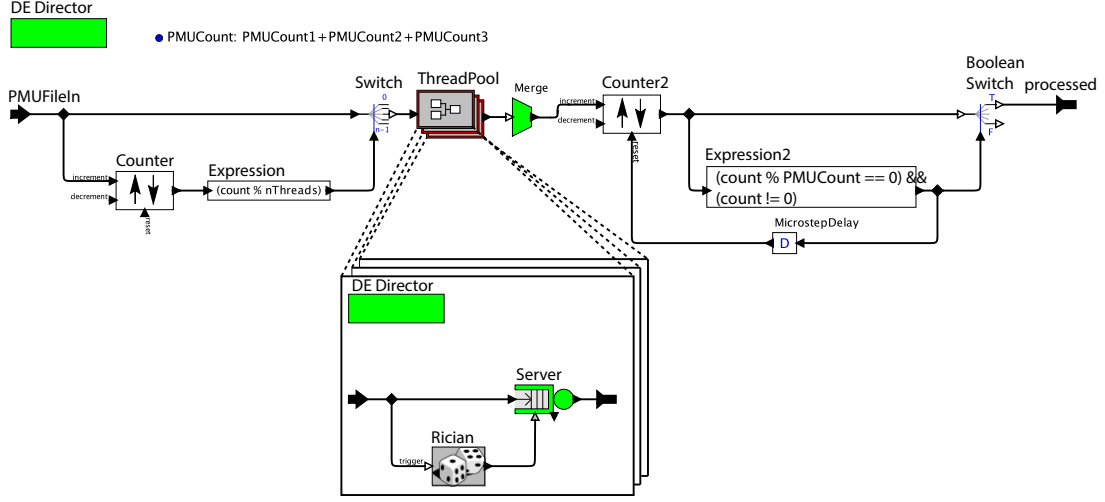 DE Director
PMUCount: PMUCount1+PMUCount2+PMUCount3
PMUFileIn
Switch
0
n-1
ThreadPool
Merge
Counter2
increment
decrement
reset
Boolean
Switch
T
F
processed
Counter
increment
decrement
reset
Expression
(count % nThreads)
Expression2
(count % PMUCount == 0) &&
(count != 0)
MicrostepDelay
D
DE Director
Server
Rician
trigger